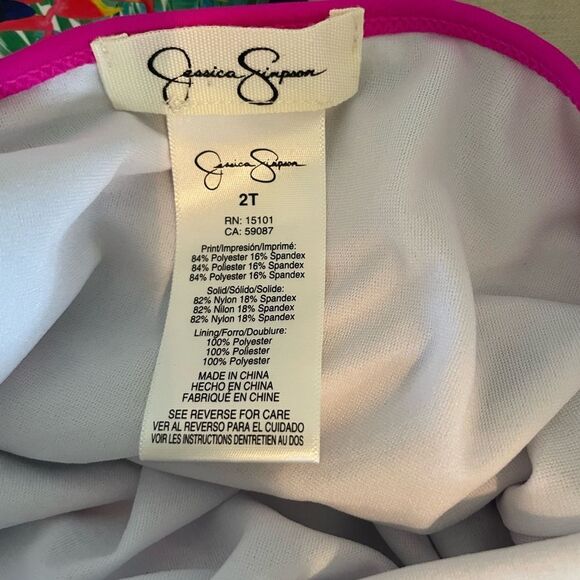 Jessica Simpson
Jessica Simpson
2T
RN: 15101
CA: 59087
Print/Impresión/Imprimé:
84% Polyester 16% Spandex
84% Poliester 16% Spandex
84% Polyester 16% Spandex
Solid/Sólido/Solide:
82% Nylon 18% Spandex
82% Nilon 18% Spandex
82% Nylon 18% Spandex
Lining/Forro/Doublure:
100% Polyester
100% Poliester
100% Polyester
MADE IN CHINA
HECHO EN CHINA
FABRIQUÉ EN CHINE
SEE REVERSE FOR CARE
VER AL REVERSO PARA EL CUIDADO
VOIR LES INSTRUCTIONS DENTRETIEN AU DOS